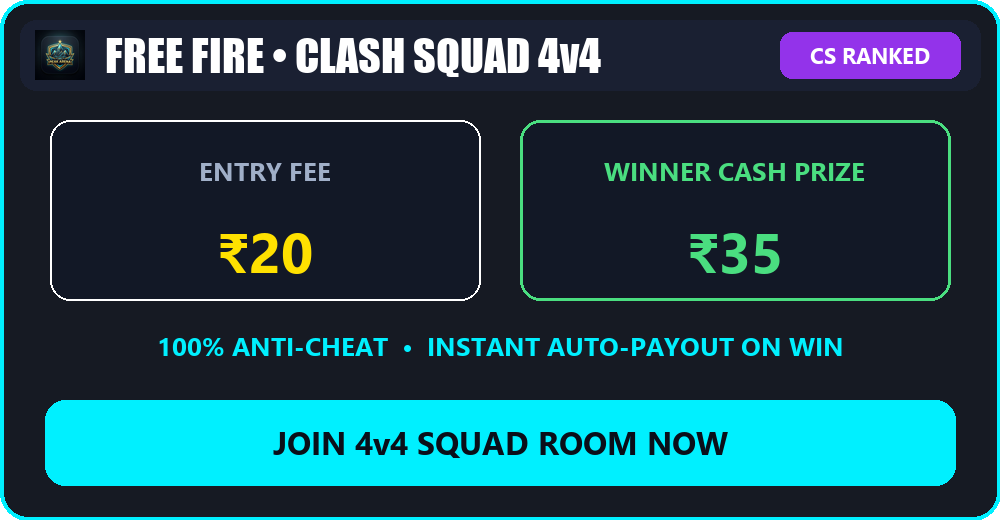 FREE FIRE • CLASH SQUAD 4v4
CS RANKED
ENTRY FEE
₹20
WINNER CASH PRIZE
₹35
100% ANTI-CHEAT • INSTANT AUTO-PAYOUT ON WIN
JOIN 4v4 SQUAD ROOM NOW